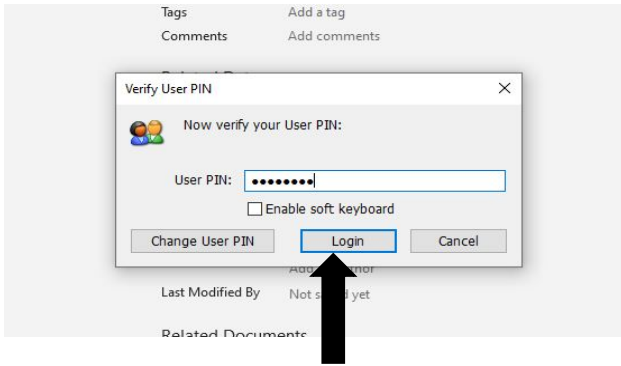 Tags Add a tag
Comments Add comments
Verify User PIN
Now verify your User PIN:
User PIN: ••••••••
Enable soft keyboard
Change User PIN Login Cancel
Last Modified By Not yet
Related Documents